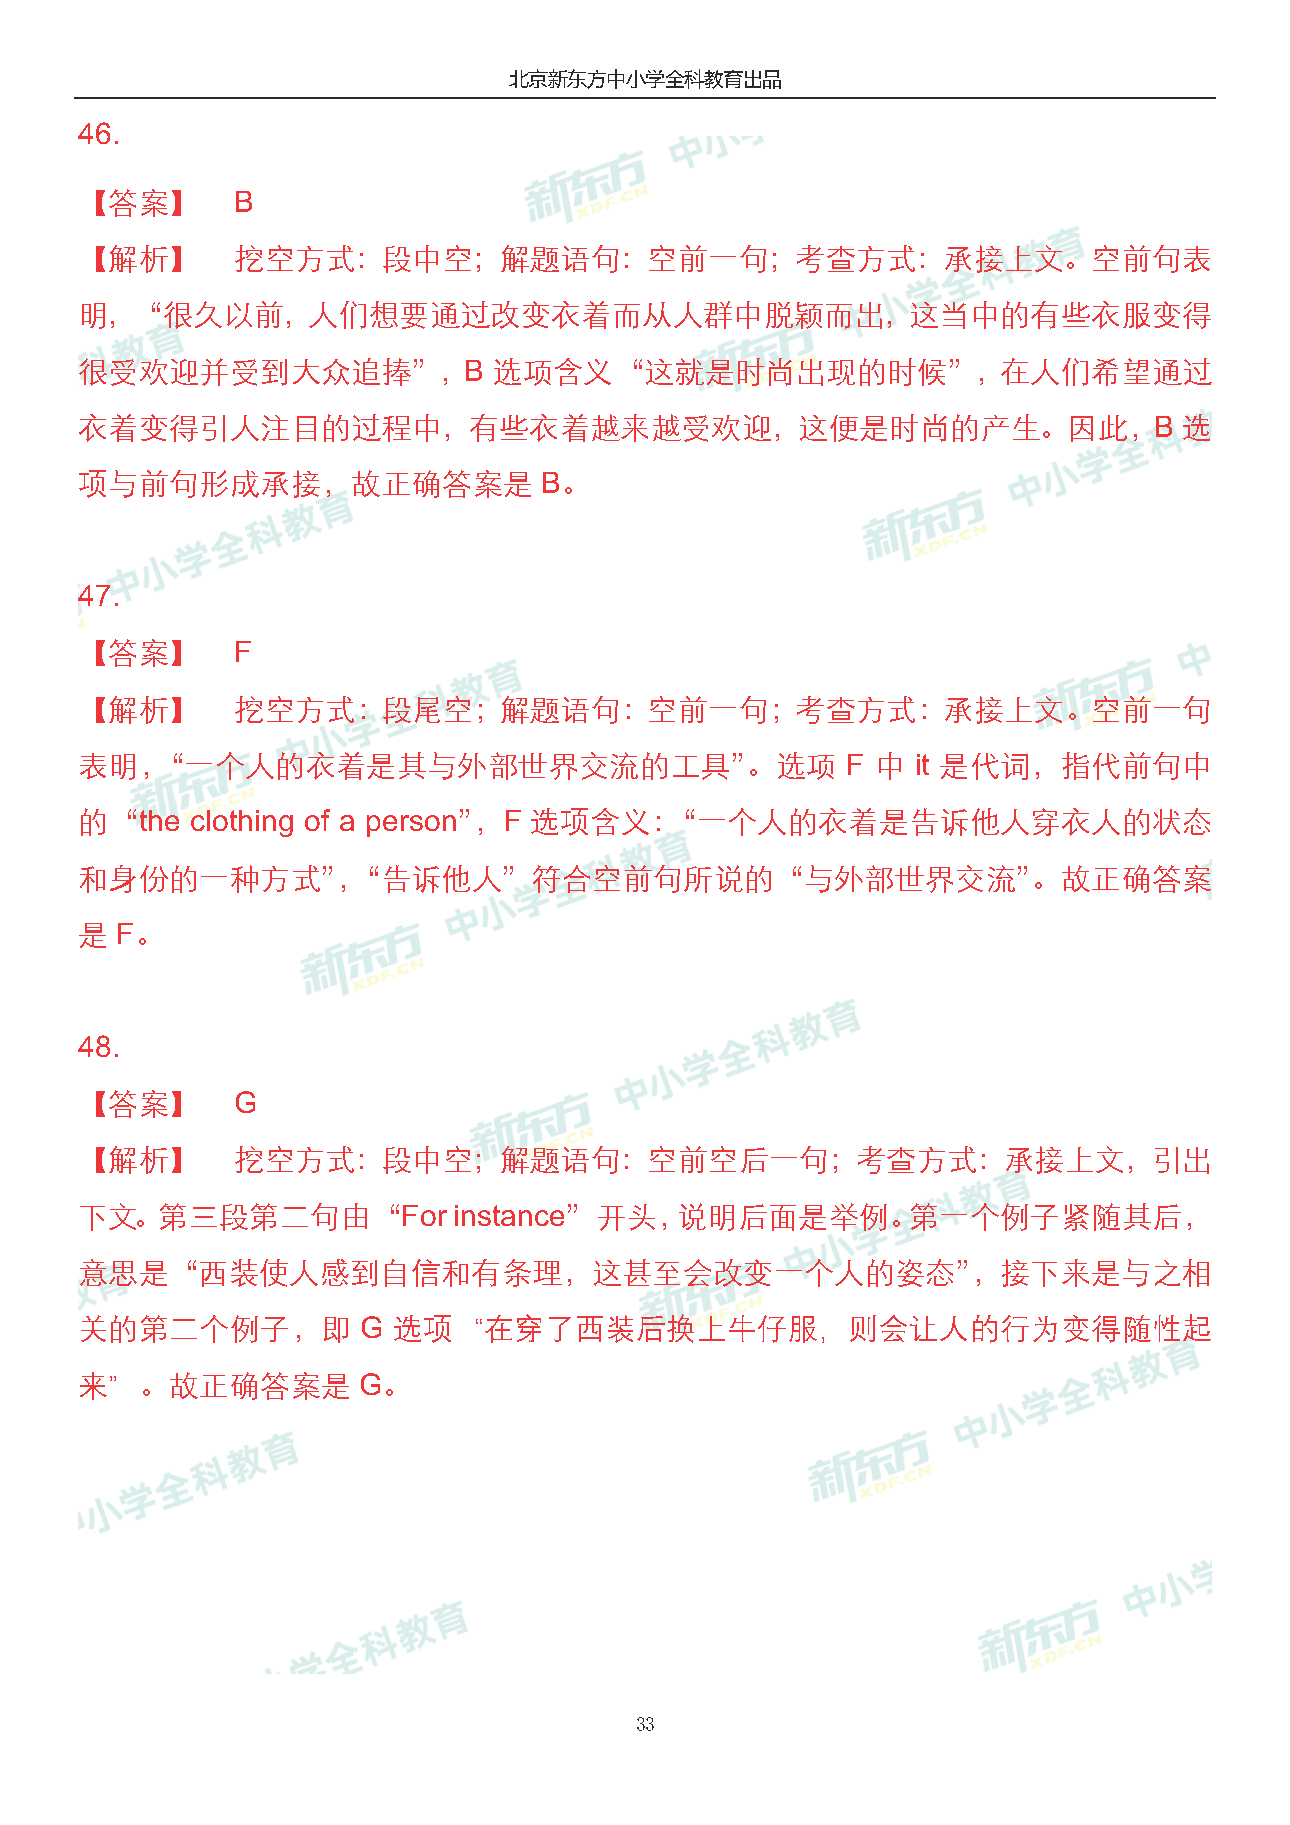 北京新东方中小学全科教育出品
46.
【答案】 B
【解析】 挖空方式：段中空；解题语句：空前一句；考查方式：承接上文。空前句表
明，“很久以前，人们想要通过改变衣着而从人群中脱颖而出，这当中的有些衣服变得
很受欢迎并受到大众追捧”，B 选项含义“这就是时尚出现的时候”，在人们希望通过
衣着变得引人注目的过程中，有些衣着越来越受欢迎，这便是时尚的产生。因此，B 选
项与前句形成承接，故正确答案是 B。
47.
【答案】 F
【解析】 挖空方式：段尾空；解题语句：空前一句；考查方式：承接上文。空前一句
表明，“一个人的衣着是其与外部世界交流的工具”。选项 F 中 it 是代词，指代前句中
的“the clothing of a person”，F 选项含义：“一个人的衣着是告诉他人穿衣人的状态
和身份的一种方式”，“告诉他人”符合空前句所说的“与外部世界交流”。故正确答案
是 F。
48.
【答案】 G
【解析】 挖空方式：段中空；解题语句：空前空后一句；考查方式：承接上文，引出
下文。第三段第二句由“For instance”开头，说明后面是举例。第一个例子紧随其后，
意思是“西装使人感到自信和有条理，这甚至会改变一个人的姿态”，接下来是与之相
关的第二个例子，即 G 选项“在穿了西装后换上牛仔服，则会让人的行为变得随性起
来”。故正确答案是 G。
33